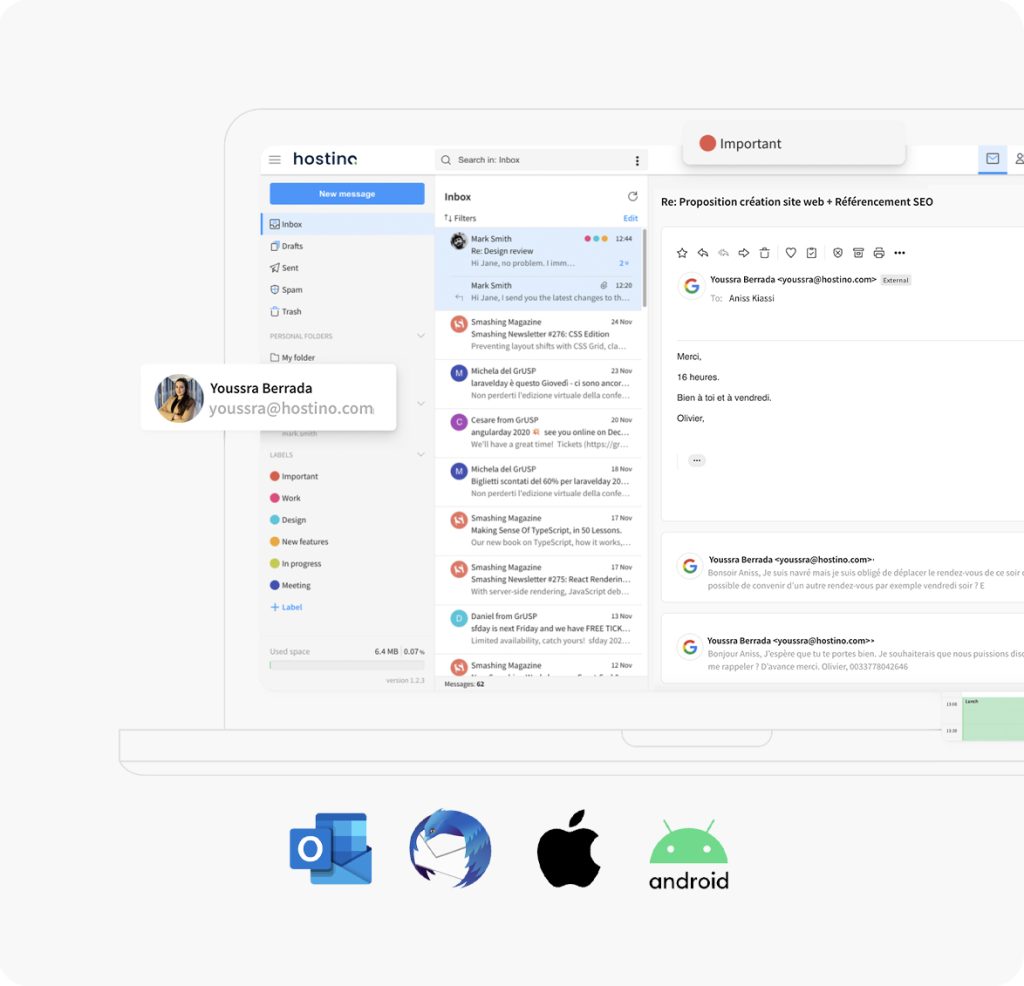 Important
hostino
Search in: Inbox
New message
Inbox
Drafts
Sent
Spam
Trash
PERSONAL FOLDERS
My folder
Youssra Berrada
youssra@hostino.com
mark.smith
LABELS
Important
Work
Design
New features
In progress
Meeting
+ Label
Used space 6.4 MB 0.07%
version 1.2.3
Inbox
Filters Edit
Mark Smith 12:44
Re: Design review
Hi Jane, no problem. I imm… 2
Mark Smith 12:20
Hi Jane, I send you the latest changes to th…
Smashing Magazine 24 Nov
Smashing Newsletter #276: CSS Edition
Preventing layout shifts with CSS Grid, cla…
Michela del GrUSP 23 Nov
M
laravelday è questo Giovedì - ci sono ancor…
Non perderti l'edizione virtuale della confe…
Cesare from GrUSP 20 Nov
C
angularday 2020 see you online on Dec…
We'll have a great time! Tickets (https://gr…
Michela del GrUSP 18 Nov
M
Biglietti scontati del 60% per laravelday 20…
Non perderti l'edizione virtuale della confe…
Smashing Magazine 17 Nov
Making Sense Of TypeScript, in 50 Lessons.
Our new book on TypeScript, how it works,…
Smashing Magazine 17 Nov
Smashing Newsletter #275: React Renderin…
With server-side rendering, JavaScript deb…
Daniel from GrUSP 13 Nov
D
sfday is next Friday and we have FREE TICK…
Limited availability, catch yours! sfday 202…
Smashing Magazine 12 Nov
Messages: 62
Re: Proposition création site web + Référencement SEO
Youssra Berrada <youssra@hostino.com> External
To: Aniss Kiassi
Merci,
16 heures.
Bien à toi et à vendredi.
Olivier,
Youssra Berrada <youssra@hostino.com>
Bonsoir Aniss, Je suis navré mais je suis obligé de déplacer le rendez-vous de ce soir
possible de convenir d'un autre rendez-vous par exemple vendredi soir ? E
Youssra Berrada <youssra@hostino.com>>
Bonjour Aniss, J'espère que tu te portes bien. Je souhaiterais que nous puissions disc
me rappeler ? D'avance merci. Olivier, 0033778042646
13:00 Lunch
13:30
O
android